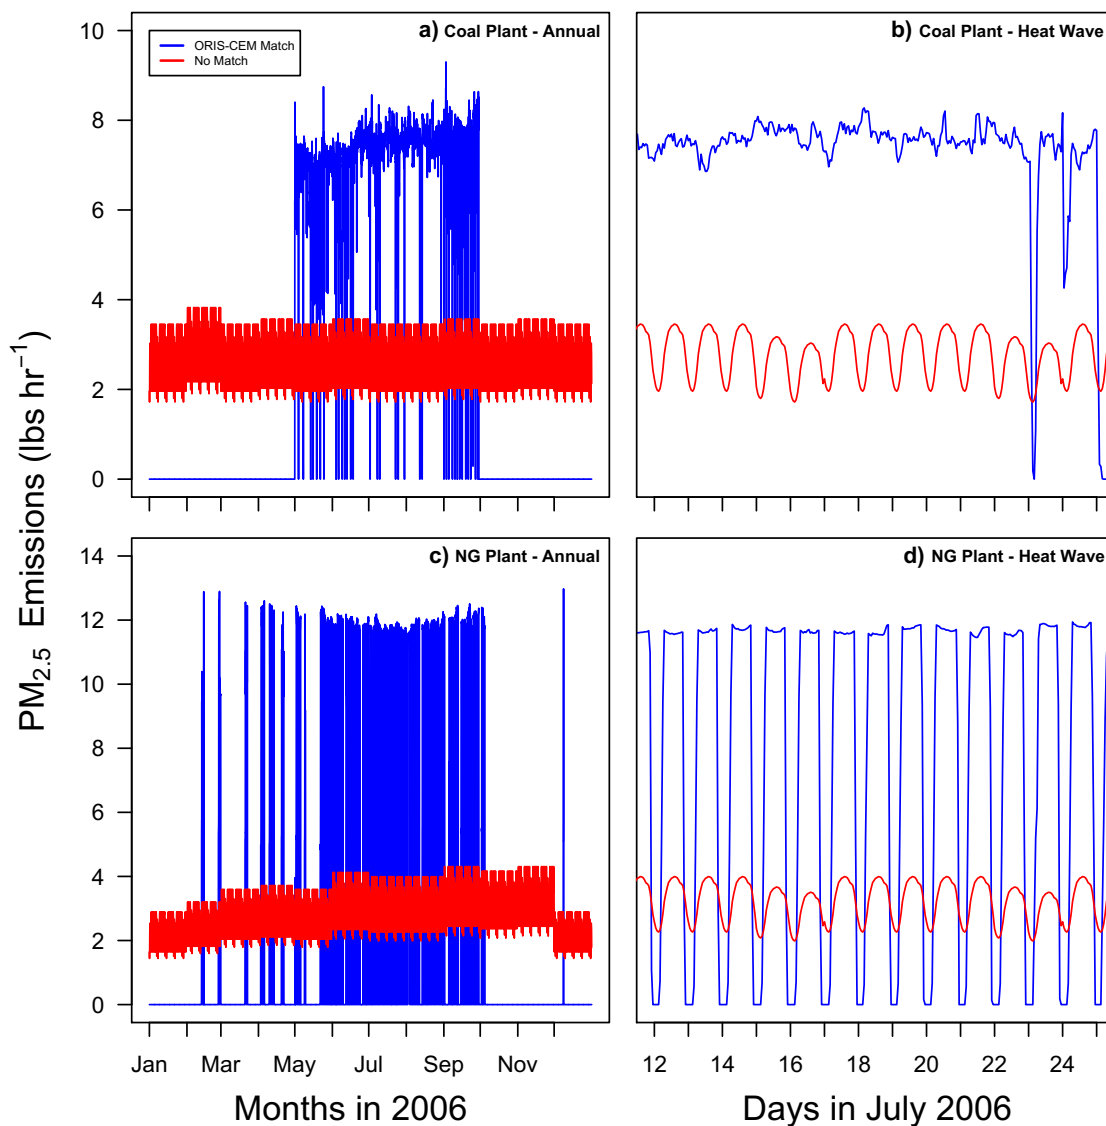 a) Coal Plant - Annual
ORIS-CEM Match
No Match
10
8
6
4
2
0
b) Coal Plant - Heat Wave
PM2.5 Emissions (lbs hr−1)
c) NG Plant - Annual
14
12
10
8
6
4
2
0
Jan Mar May Jul Sep Nov
Months in 2006
d) NG Plant - Heat Wave
12 14 16 18 20 22 24
Days in July 2006